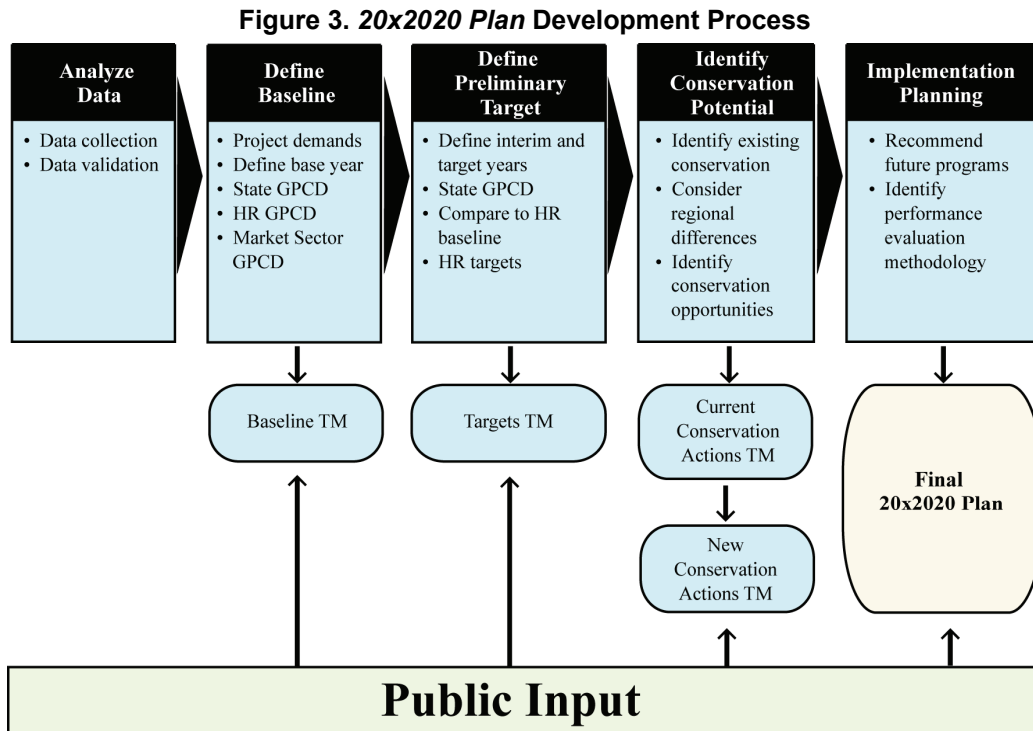 Figure 3. 20x2020 Plan Development Process
Analyze
Data
• Data collection
• Data validation
Define
Baseline
• Project demands
• Define base year
• State GPCD
• HR GPCD
• Market Sector
GPCD
Define
Preliminary
Target
• Define interim and
target years
• State GPCD
• Compare to HR
baseline
• HR targets
Identify
Conservation
Potential
• Identify existing
conservation
• Consider
regional
differences
• Identify
conservation
opportunities
Implementation
Planning
• Recommend
future programs
• Identify
performance
evaluation
methodology
Baseline TM
Targets TM
Current
Conservation
Actions TM
New
Conservation
Actions TM
Final
20x2020 Plan
Public Input